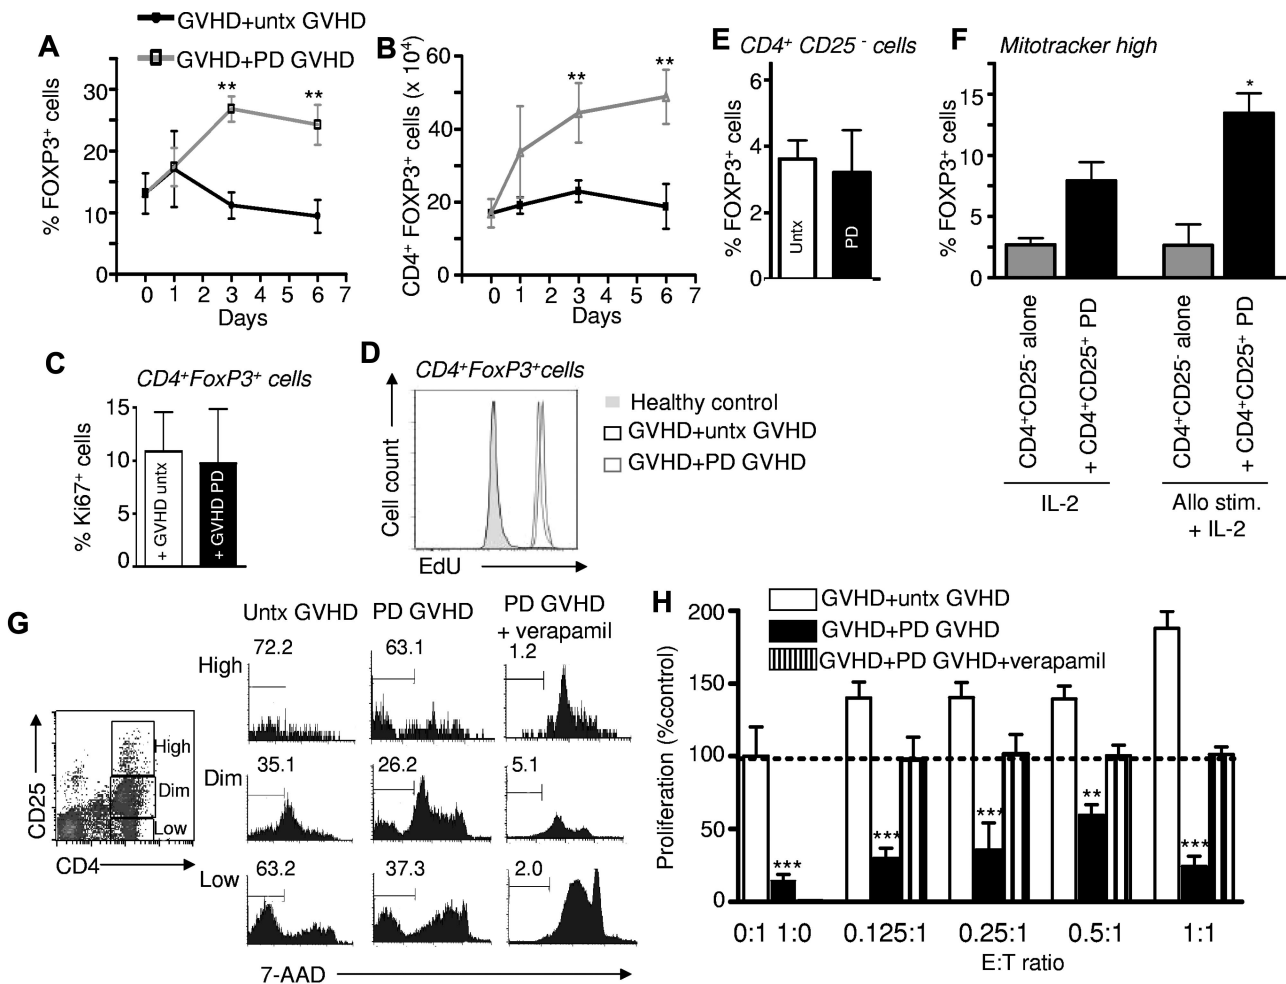 GVHD+untx GVHD
GVHD+PD GVHD
A
% FOXP3+ cells
30
20
10
0
** **
0 1 2 3 4 5 6 7
Days
B
CD4+ FOXP3+ cells (x 10⁴)
60
40
20
0
** **
0 1 2 3 4 5 6 7
Days
E
CD4+ CD25 - cells
% FOXP3+ cells
6
4
2
0
Untx
PD
F
Mitotracker high
% FOXP3+ cells
15
10
5
0
*
CD4+CD25- alone
+ CD4+CD25+ PD
CD4+CD25- alone
+ CD4+CD25+ PD
IL-2
Allo stim.
+ IL-2
C
CD4+FoxP3+ cells
% Ki67+ cells
15
10
5
0
+ GVHD untx
+ GVHD PD
D
CD4+FoxP3+cells
Cell count
EdU
Healthy control
GVHD+untx GVHD
GVHD+PD GVHD
G
CD25
CD4
High
Dim
Low
Untx GVHD
PD GVHD
PD GVHD
+ verapamil
High
72.2
63.1
1.2
Dim
35.1
26.2
5.1
Low
63.2
37.3
2.0
7-AAD
H
GVHD+untx GVHD
GVHD+PD GVHD
GVHD+PD GVHD+verapamil
Proliferation (%control)
200
150
100
50
0
*** *** *** ** ***
0:1 1:0 0.125:1 0.25:1 0.5:1 1:1
E:T ratio